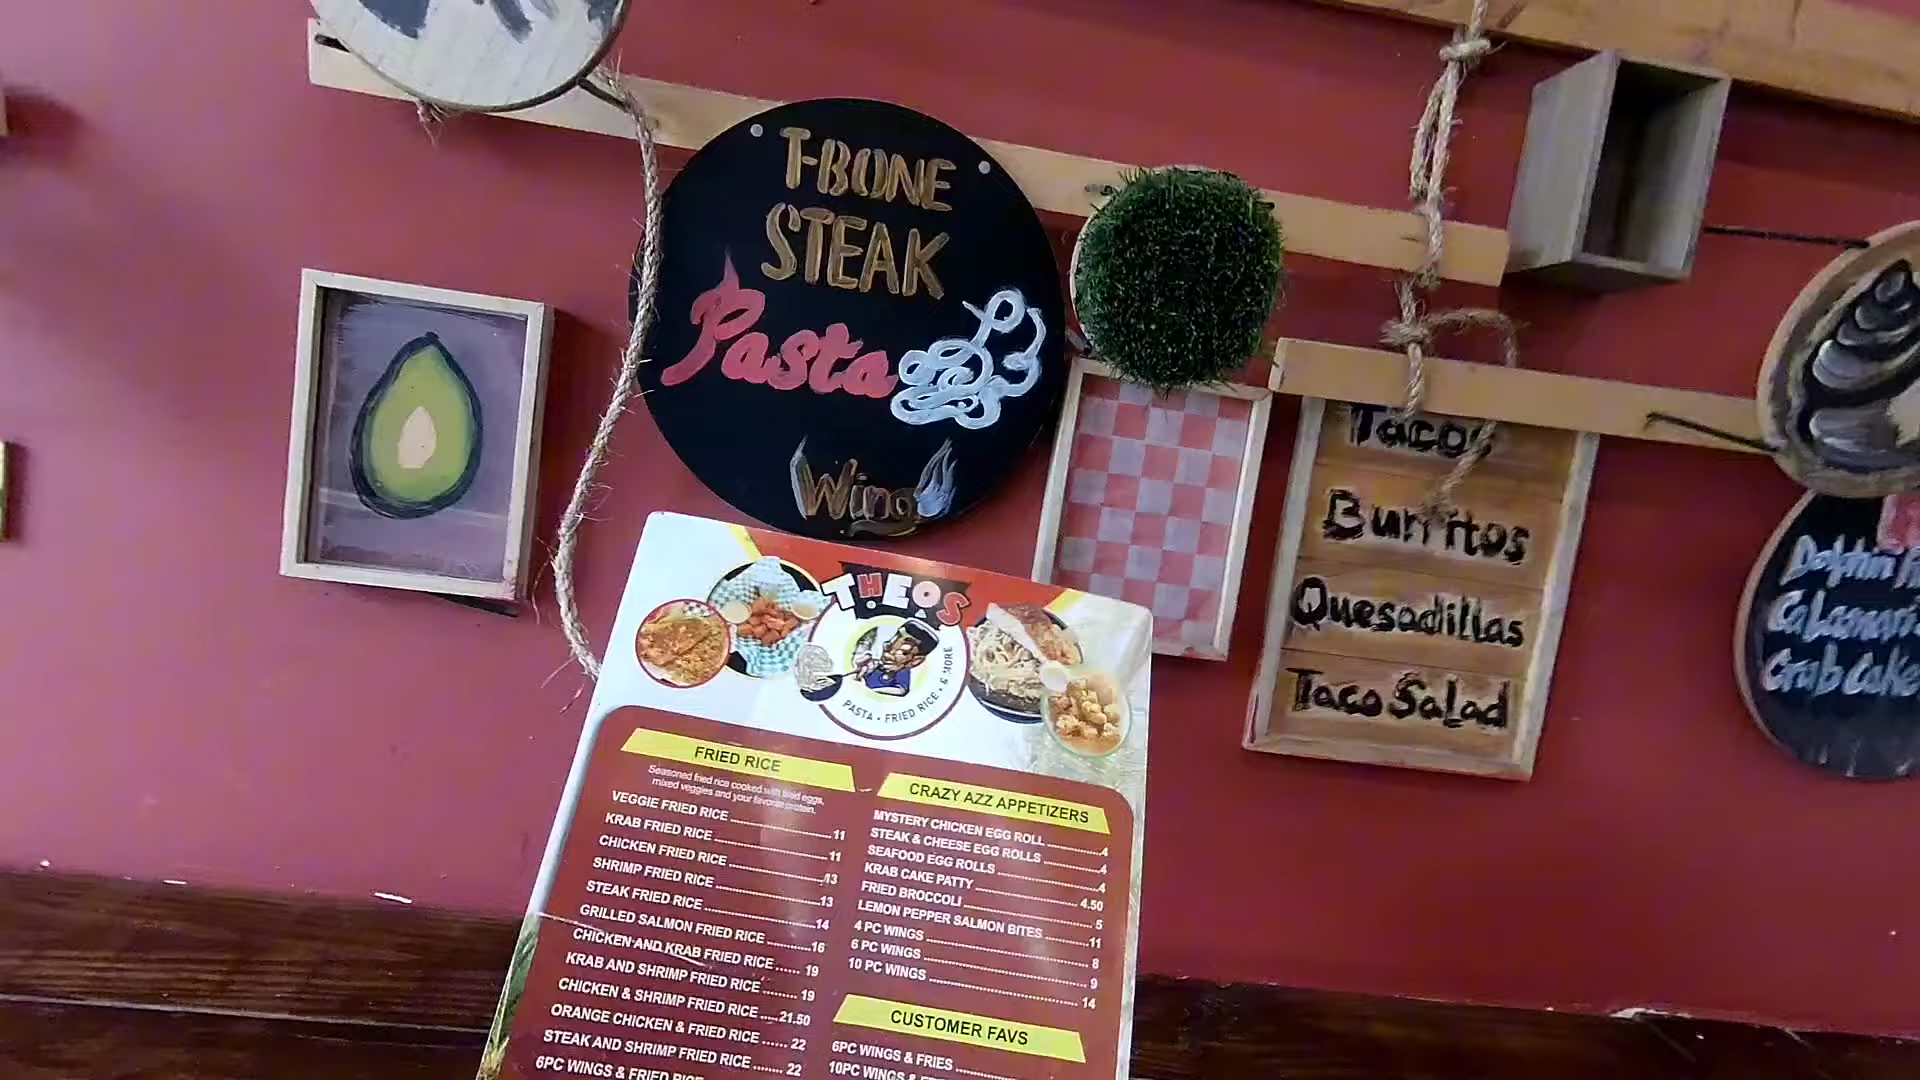 T-BONE
STEAK
Pasta
Wing
Tacos
Burritos
Quesadillas
Taco Salad
Dolphin
Calamari
Crab Cake
THEOS
PASTA • FRIED RICE • & MORE
FRIED RICE
Seasoned fried rice cooked with fried eggs,
mixed veggies and your favorite protein.
VEGGIE FRIED RICE 11
KRAB FRIED RICE 11
CHICKEN FRIED RICE 13
SHRIMP FRIED RICE 13
STEAK FRIED RICE 14
GRILLED SALMON FRIED RICE 16
CHICKEN AND KRAB FRIED RICE 19
KRAB AND SHRIMP FRIED RICE 19
CHICKEN & SHRIMP FRIED RICE 21.50
ORANGE CHICKEN & FRIED RICE 22
STEAK AND SHRIMP FRIED RICE 22
6PC WINGS & FRIED RICE
CRAZY AZZ APPETIZERS
MYSTERY CHICKEN EGG ROLL 4
STEAK & CHEESE EGG ROLLS 4
SEAFOOD EGG ROLLS 4
KRAB CAKE PATTY 4.50
FRIED BROCCOLI 5
LEMON PEPPER SALMON BITES 11
4 PC WINGS 8
6 PC WINGS 9
10 PC WINGS 14
CUSTOMER FAVS
6PC WINGS & FRIES
10PC WINGS &